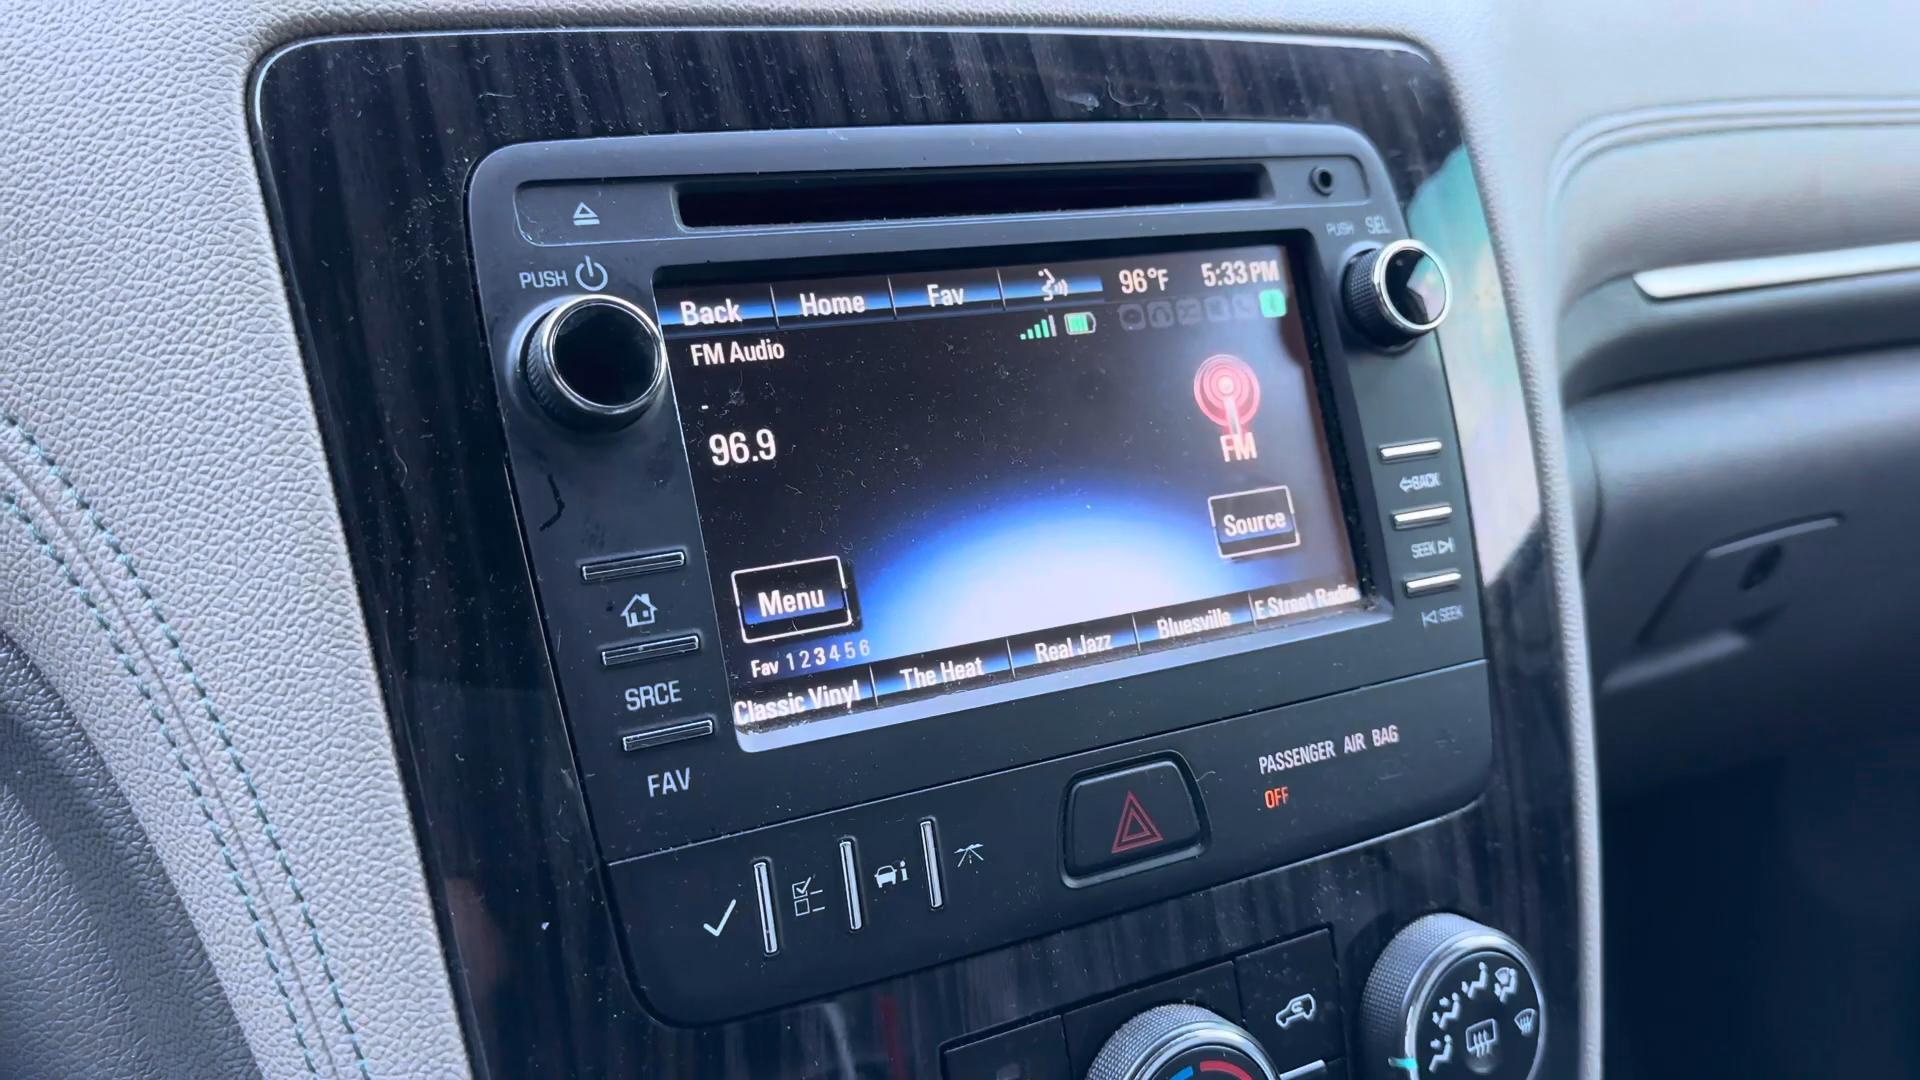 PUSH
PUSH SEL
Back Home Fav 96°F 5:33 PM
FM Audio
-
96.9
FM
Source
Menu
Fav 1 2 3 4 5 6
Classic Vinyl The Heat Real Jazz Bluesville E Street Radio
BACK
SEEK
SEEK
SRCE
FAV
PASSENGER AIR BAG
OFF